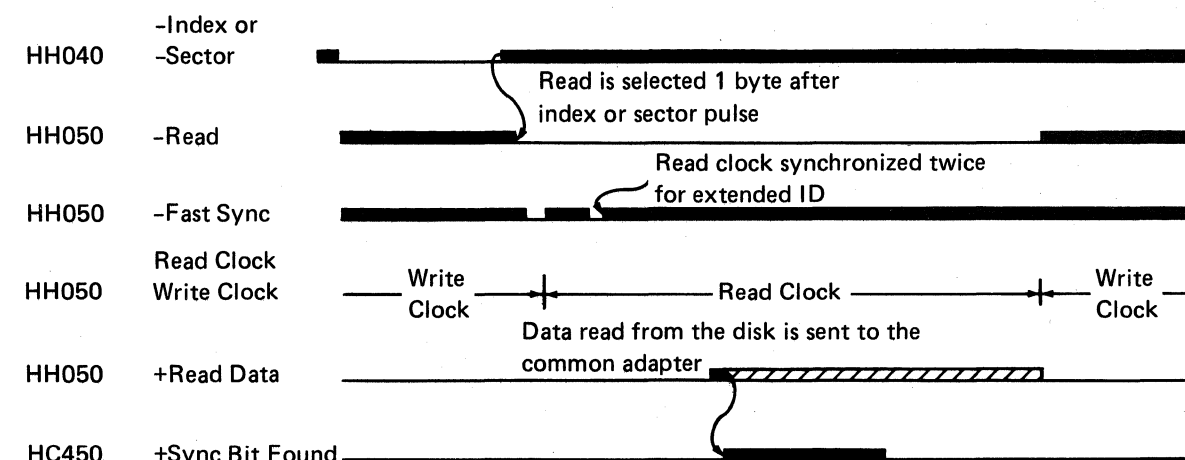 -Index or
HH040 -Sector
Read is selected 1 byte after
index or sector pulse
HH050 -Read
Read clock synchronized twice
for extended ID
HH050 -Fast Sync
Read Clock
HH050 Write Clock
Write
Clock
Read Clock
Write
Clock
Data read from the disk is sent to the
common adapter
HH050 +Read Data
HC450 +Sync Bit Found